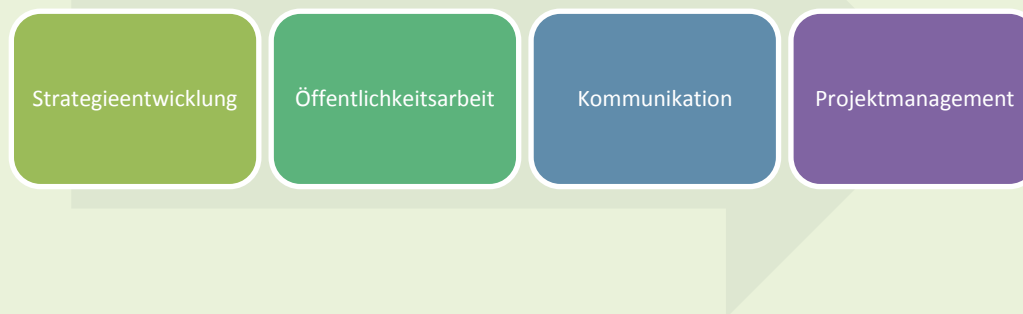 Strategieentwicklung
Öffentlichkeitsarbeit
Kommunikation
Projektmanagement